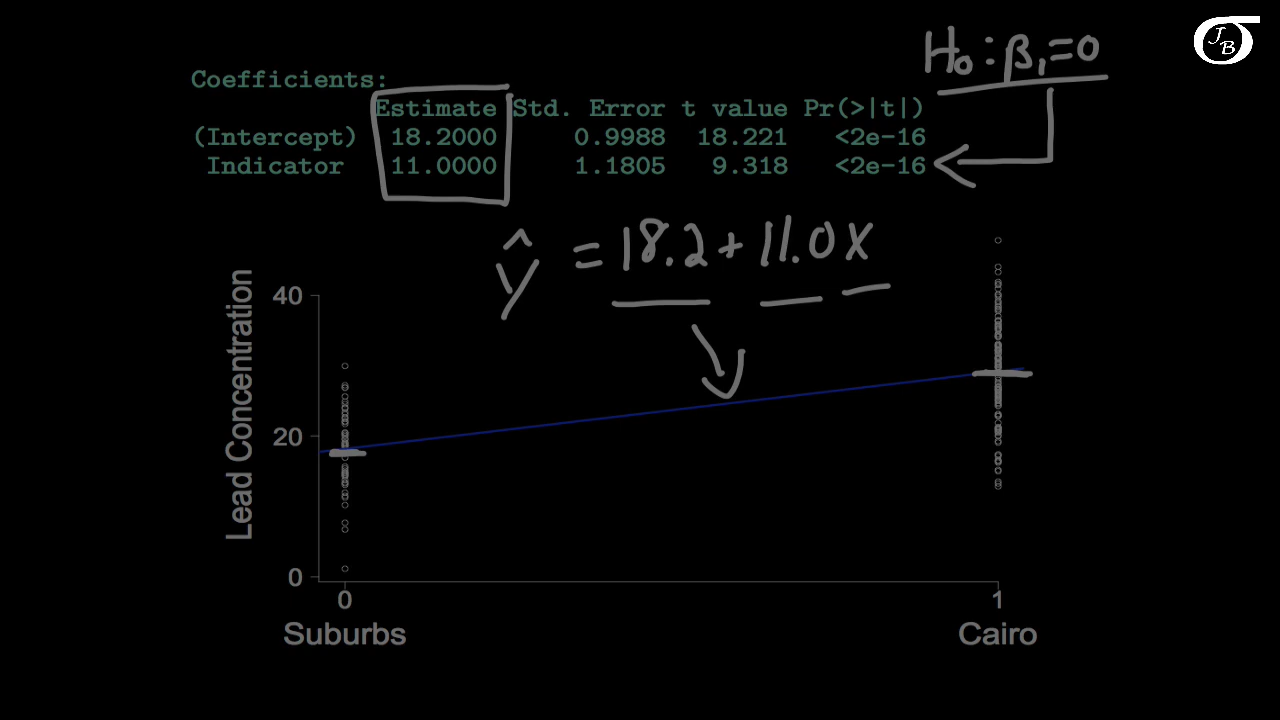 JB
H₀: β₁=0
Coefficients:
Estimate Std. Error t value Pr(>|t|)
(Intercept) 18.2000 0.9988 18.221 <2e-16
Indicator 11.0000 1.1805 9.318 <2e-16
ŷ = 18.2 + 11.0X
Lead Concentration
40
20
0
0 1
Suburbs Cairo